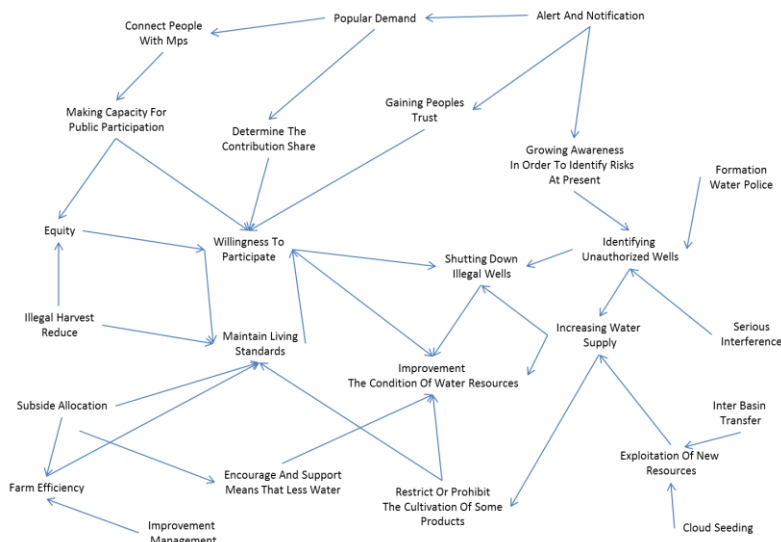 Connect People
With Mps
Popular Demand
Alert And Notification
Making Capacity For
Public Participation
Determine The
Contribution Share
Gaining Peoples
Trust
Growing Awareness
In Order To Identify Risks
At Present
Formation
Water Police
Equity
Willingness To
Participate
Shutting Down
Illegal Wells
Identifying
Unauthorized Wells
Illegal Harvest
Reduce
Maintain Living
Standards
Improvement
The Condition Of Water Resources
Increasing Water
Supply
Serious
Interference
Subside Allocation
Inter Basin
Transfer
Farm Efficiency
Encourage And Support
Means That Less Water
Restrict Or Prohibit
The Cultivation Of Some
Products
Exploitation Of New
Resources
Improvement
Management
Cloud Seeding